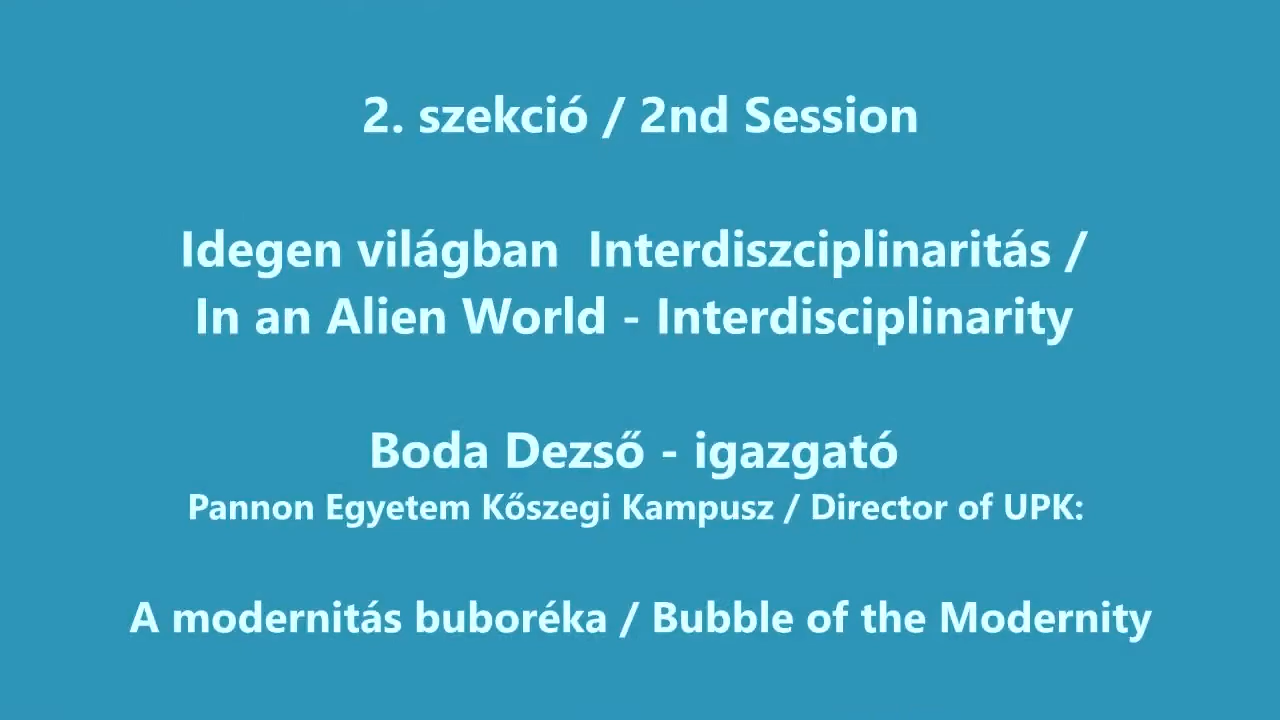 2. szekció / 2nd Session
Idegen világban  Interdiszciplinaritás /
In an Alien World - Interdisciplinarity
Boda Dezső - igazgató
Pannon Egyetem Kőszegi Kampusz / Director of UPK:
A modernitás buboréka / Bubble of the Modernity